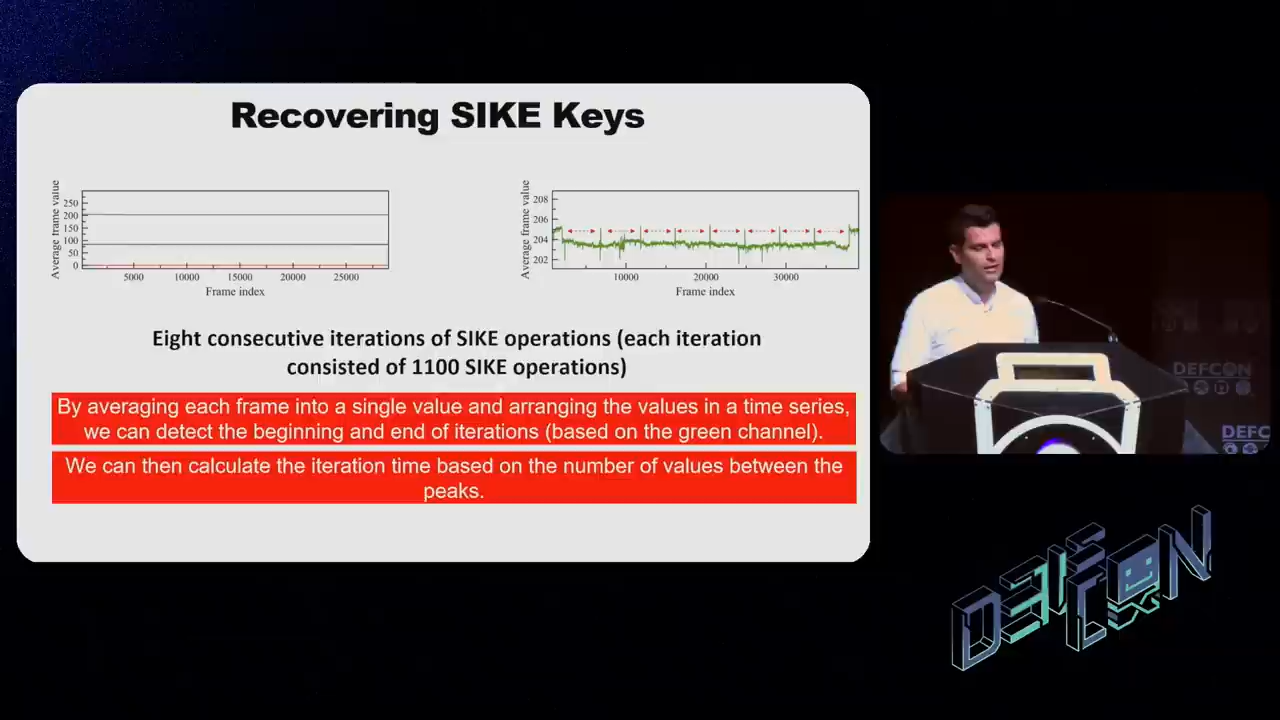 Recovering SIKE Keys
Average frame value
250
200
150
100
50
0
5000
10000
15000
20000
25000
Frame index
Average frame value
208
206
204
202
10000
20000
30000
Frame index
Eight consecutive iterations of SIKE operations (each iteration
consisted of 1100 SIKE operations)
By averaging each frame into a single value and arranging the values in a time series,
we can detect the beginning and end of iterations (based on the green channel).
We can then calculate the iteration time based on the number of values between the
peaks.
DEFCON
DEFC
DEFCON